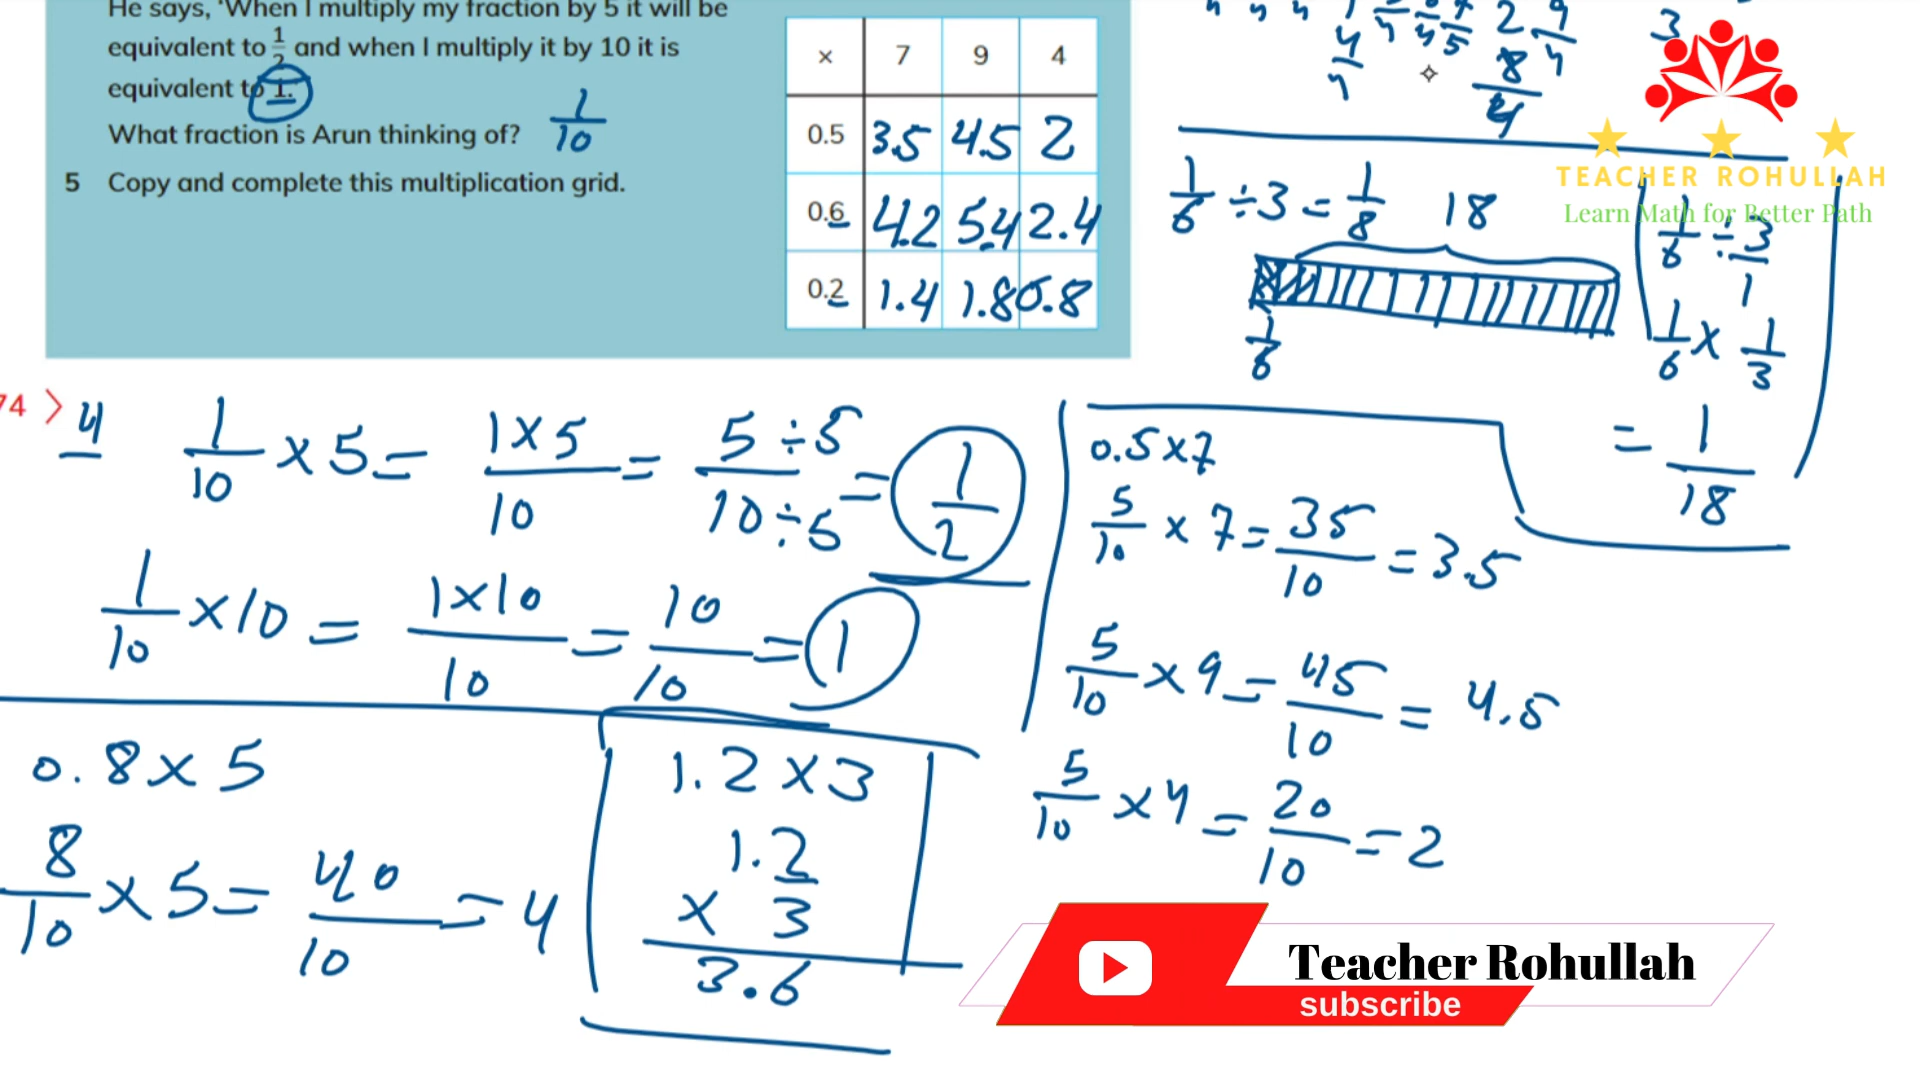 He says, 'When I multiply my fraction by 5 it will be
equivalent to 1/2 and when I multiply it by 10 it is
equivalent to 1.
What fraction is Arun thinking of? 1/10
5 Copy and complete this multiplication grid.
× 7 9 4
0.5 3.5 4.5 2
0.6 4.2 5.4 2.4
0.2 1.4 1.8 0.8
8/4
TEACHER ROHULLAH
Learn Math for Better Path
1/6 ÷ 3 = 1/8 18
1/6
1/6 ÷ 3/1
1/6 × 1/3
= 1/18
74 >
4 1/10 × 5 = 1×5/10 = 5÷5/10÷5 = 1/2
1/10 × 10 = 1×10/10 = 10/10 = 1
0.8 × 5
8/10 × 5 = 40/10 = 4
1.2 × 3
1.2
× 3
3.6
0.5 × 7
5/10 × 7 = 35/10 = 3.5
5/10 × 9 = 45/10 = 4.5
5/10 × 4 = 20/10 = 2
Teacher Rohullah
subscribe